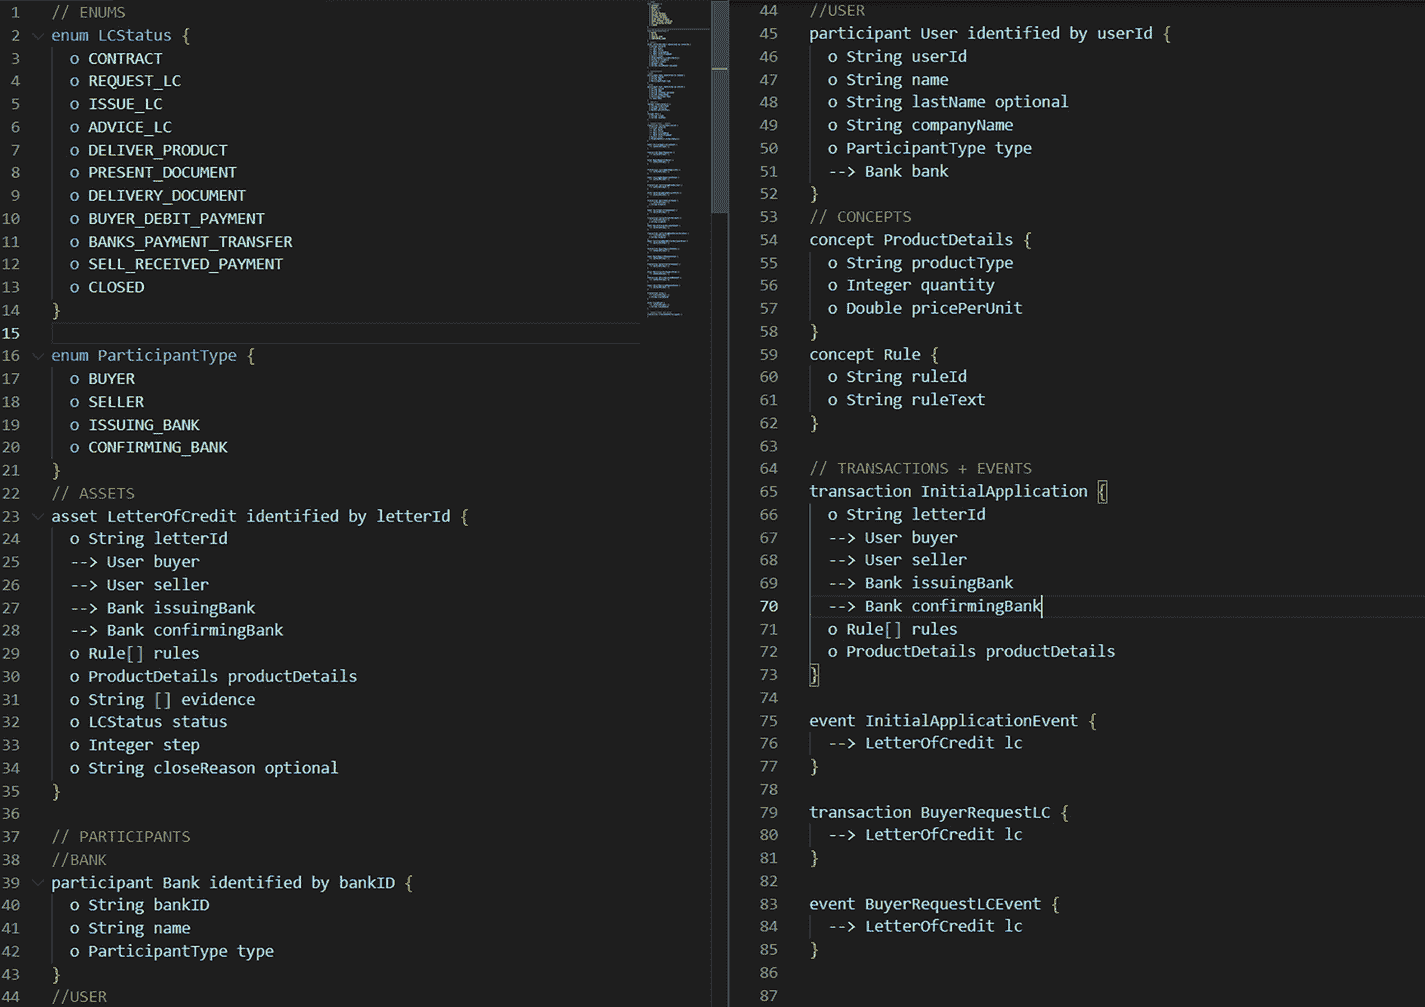 1 // ENUMS
2 enum LCStatus {
3 o CONTRACT
4 o REQUEST_LC
5 o ISSUE_LC
6 o ADVICE_LC
7 o DELIVER_PRODUCT
8 o PRESENT_DOCUMENT
9 o DELIVERY_DOCUMENT
10 o BUYER_DEBIT_PAYMENT
11 o BANKS_PAYMENT_TRANSFER
12 o SELL_RECEIVED_PAYMENT
13 o CLOSED
14 }
15
16 enum ParticipantType {
17 o BUYER
18 o SELLER
19 o ISSUING_BANK
20 o CONFIRMING_BANK
21 }
22 // ASSETS
23 asset LetterOfCredit identified by letterId {
24 o String letterId
25 --> User buyer
26 --> User seller
27 --> Bank issuingBank
28 --> Bank confirmingBank
29 o Rule[] rules
30 o ProductDetails productDetails
31 o String [] evidence
32 o LCStatus status
33 o Integer step
34 o String closeReason optional
35 }
36
37 // PARTICIPANTS
38 //BANK
39 participant Bank identified by bankID {
40 o String bankID
41 o String name
42 o ParticipantType type
43 }
44 //USER
44 //USER
45 participant User identified by userId {
46 o String userId
47 o String name
48 o String lastName optional
49 o String companyName
50 o ParticipantType type
51 --> Bank bank
52 }
53 // CONCEPTS
54 concept ProductDetails {
55 o String productType
56 o Integer quantity
57 o Double pricePerUnit
58 }
59 concept Rule {
60 o String ruleId
61 o String ruleText
62 }
63
64 // TRANSACTIONS + EVENTS
65 transaction InitialApplication {
66 o String letterId
67 --> User buyer
68 --> User seller
69 --> Bank issuingBank
70 --> Bank confirmingBank
71 o Rule[] rules
72 o ProductDetails productDetails
73 }
74
75 event InitialApplicationEvent {
76 --> LetterOfCredit lc
77 }
78
79 transaction BuyerRequestLC {
80 --> LetterOfCredit lc
81 }
82
83 event BuyerRequestLCEvent {
84 --> LetterOfCredit lc
85 }
86
87